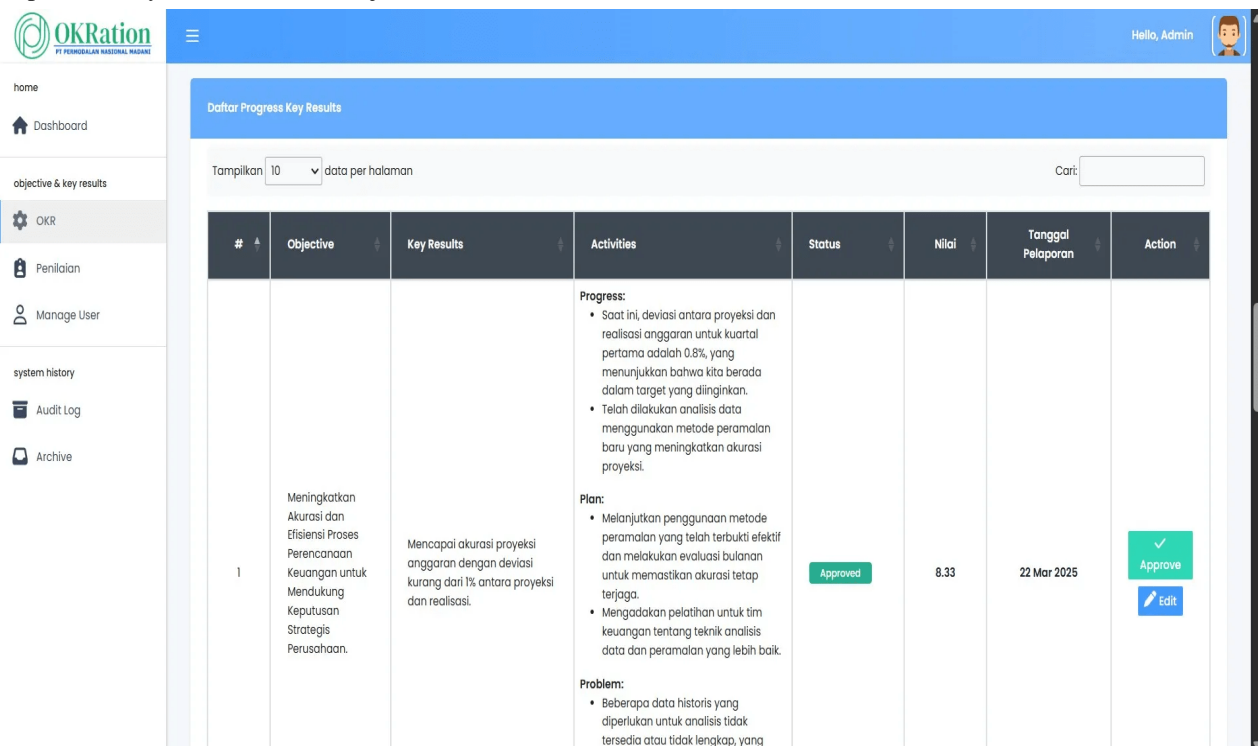 OKRation
PT PERMODALAN NASIONAL MADANI
Hello, Admin
home
Dashboard
objective & key results
OKR
Penilaian
Manage User
system history
Audit Log
Archive
Daftar Progress Key Results
Tampilkan 10 data per halaman
Cari:
# Objective Key Results Activities Status Nilai Tanggal Pelaporan Action
1
Meningkatkan
Akurasi dan
Efisiensi Proses
Perencanaan
Keuangan untuk
Mendukung
Keputusan
Strategis
Perusahaan.
Mencapai akurasi proyeksi
anggaran dengan deviasi
kurang dari 1% antara proyeksi
dan realisasi.
Progress:
• Saat ini, deviasi antara proyeksi dan
realisasi anggaran untuk kuartal
pertama adalah 0.8%, yang
menunjukkan bahwa kita berada
dalam target yang diinginkan.
• Telah dilakukan analisis data
menggunakan metode peramalan
baru yang meningkatkan akurasi
proyeksi.
Plan:
• Melanjutkan penggunaan metode
peramalan yang telah terbukti efektif
dan melakukan evaluasi bulanan
untuk memastikan akurasi tetap
terjaga.
• Mengadakan pelatihan untuk tim
keuangan tentang teknik analisis
data dan peramalan yang lebih baik.
Problem:
• Beberapa data historis yang
diperlukan untuk analisis tidak
tersedia atau tidak lengkap, yang
Approved
8.33
22 Mar 2025
Approve
Edit